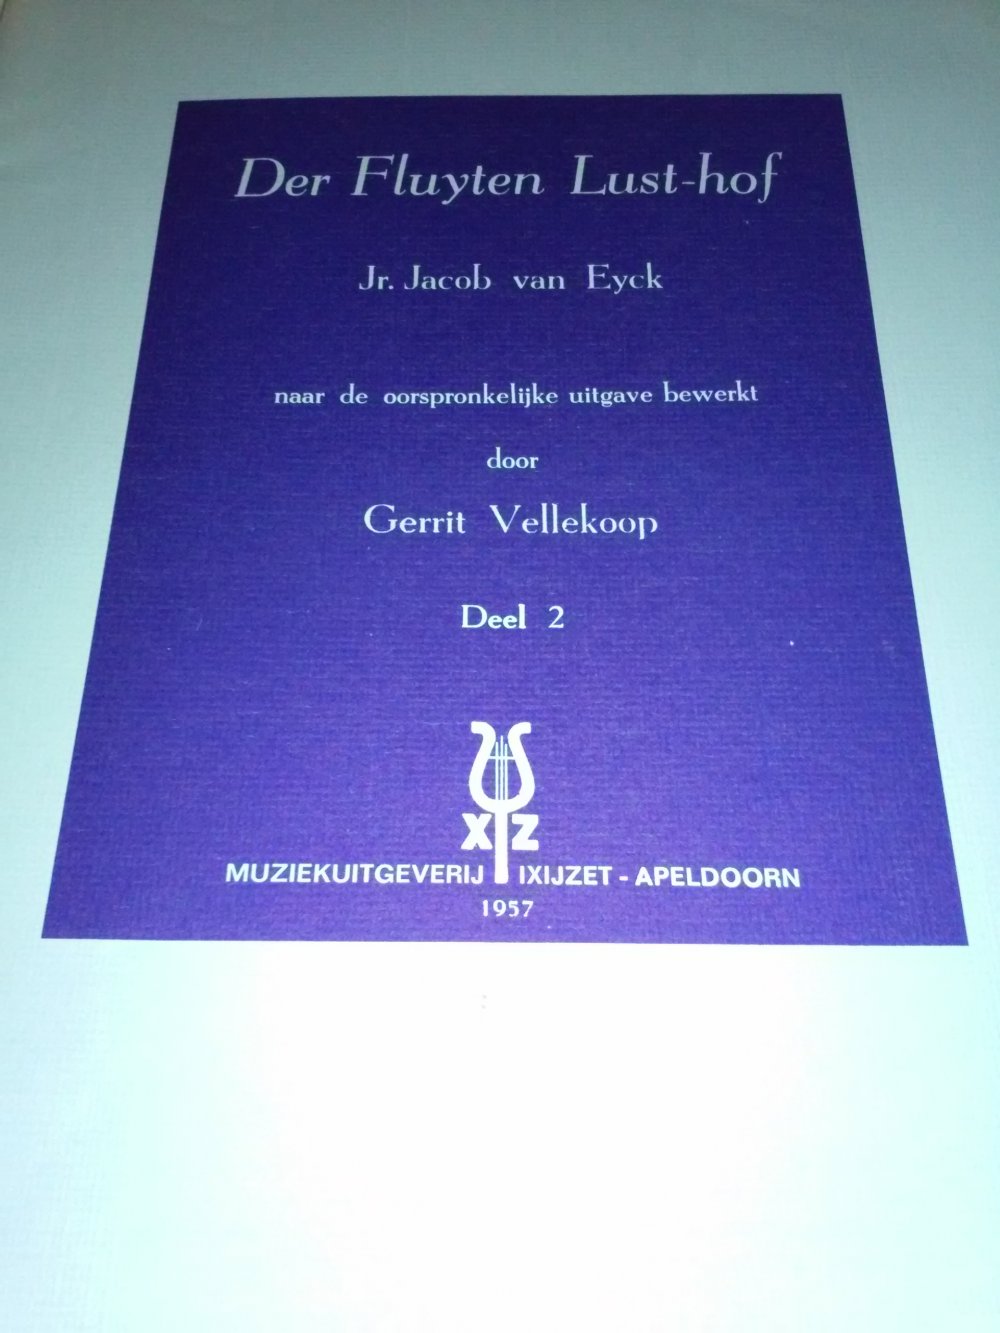 Der Fluyten Lust-hof
Jr. Jacob van Eyck
naar de oorspronkelijke uitgave bewerkt
door
Gerrit Vellekoop
Deel 2
XYZ
MUZIEKUITGEVERIJ IXIJZET - APELDOORN
1957